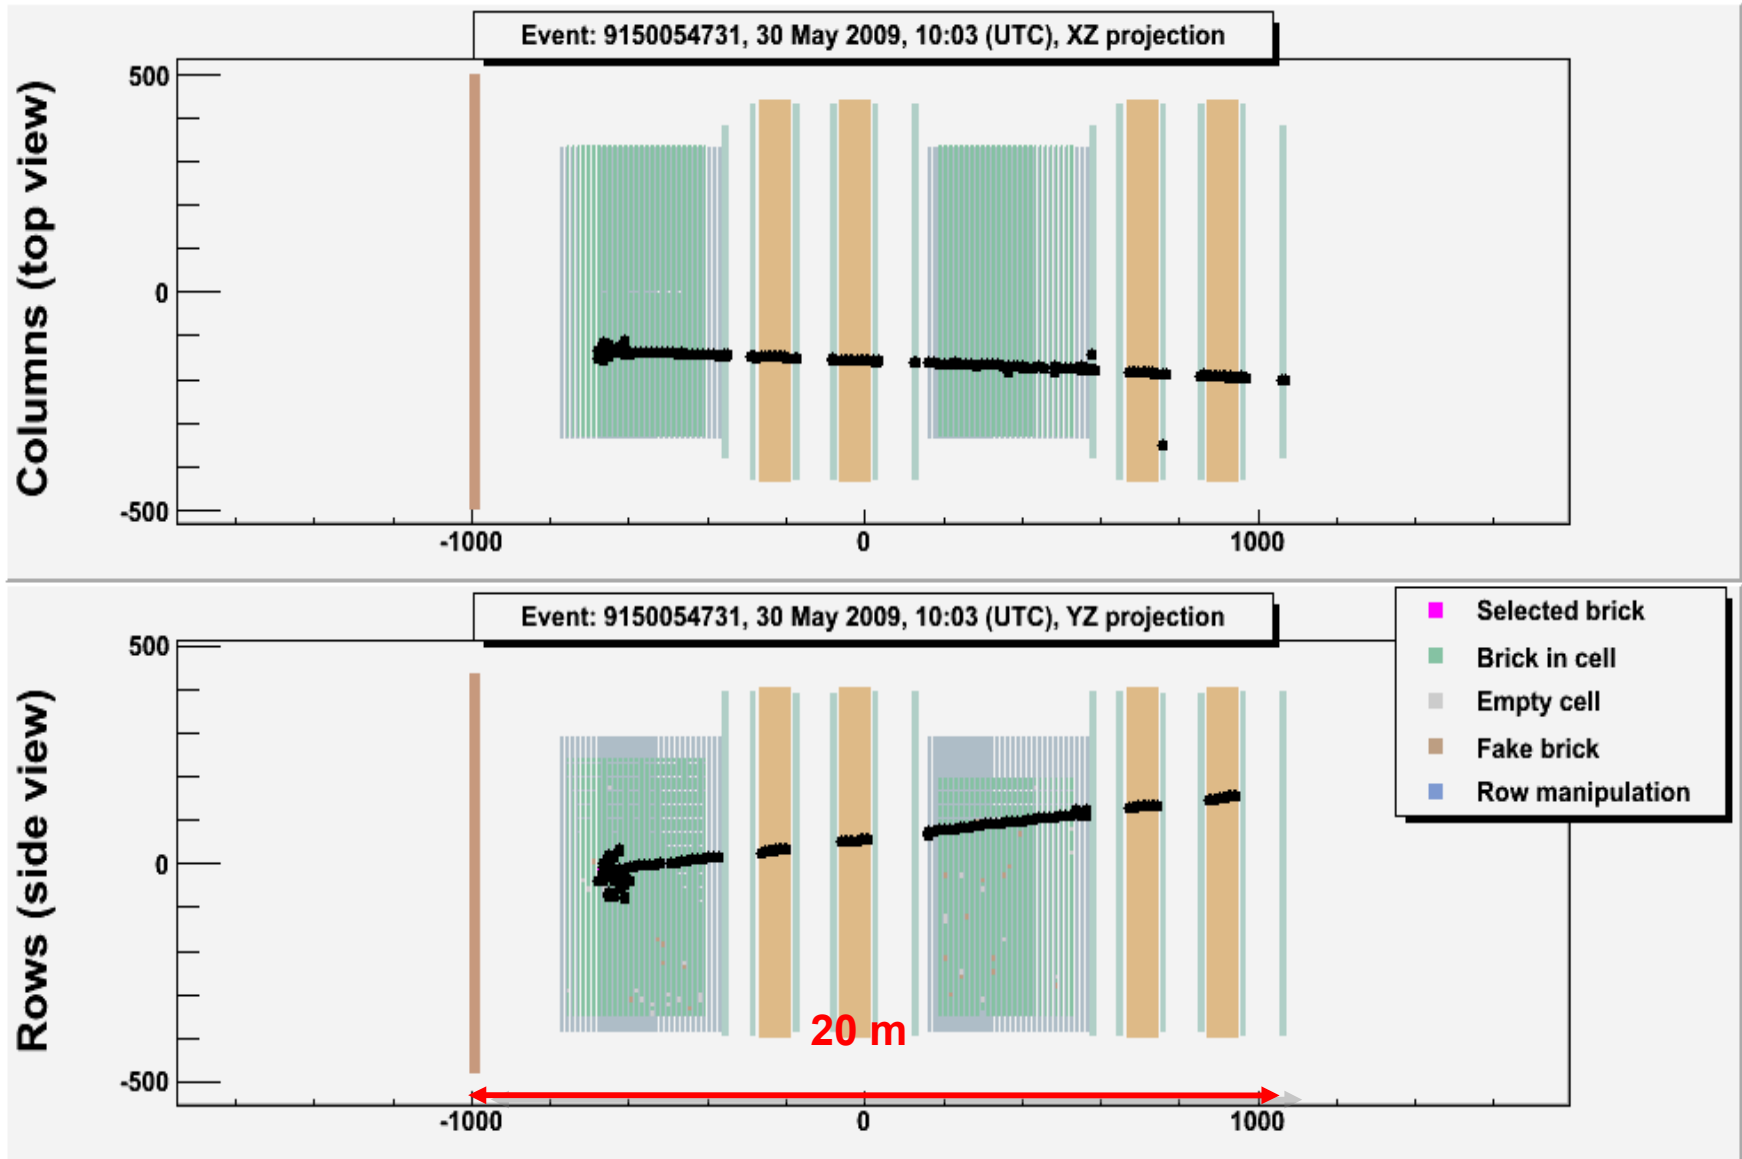 Event: 9150054731, 30 May 2009, 10:03 (UTC), XZ projection
Columns (top view)
500
0
-500
-1000
0
1000
Event: 9150054731, 30 May 2009, 10:03 (UTC), YZ projection
Rows (side view)
500
0
-500
Selected brick
Brick in cell
Empty cell
Fake brick
Row manipulation
20 m
-1000
0
1000